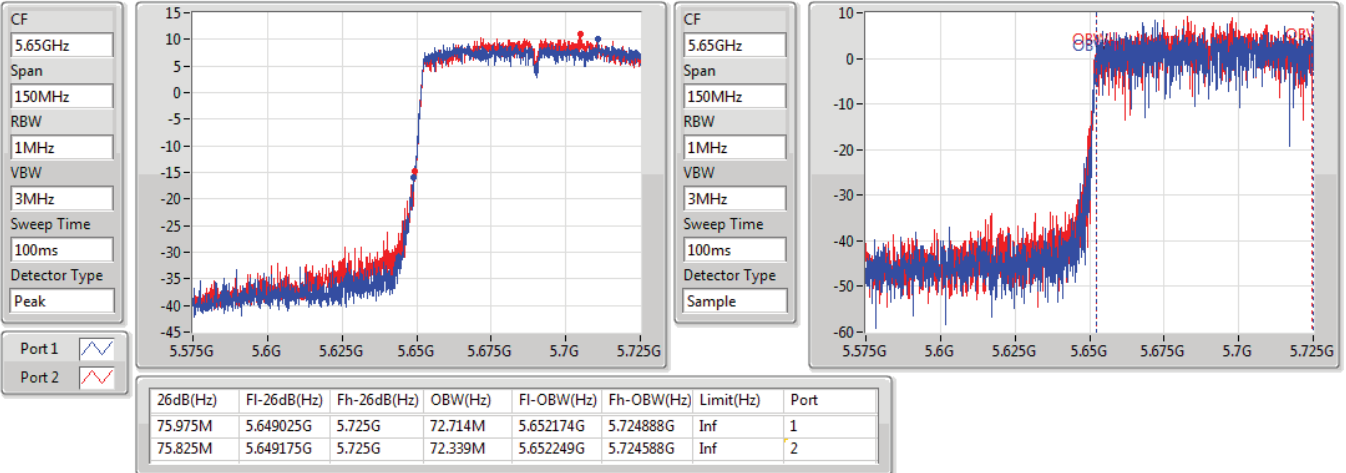 CF
5.65GHz
Span
150MHz
RBW
1MHz
VBW
3MHz
Sweep Time
100ms
Detector Type
Peak
Port 1
Port 2
15
10
5
0
-5
-10
-15
-20
-25
-30
-35
-40
-45
5.575G 5.6G 5.625G 5.65G 5.675G 5.7G 5.725G
CF
5.65GHz
Span
150MHz
RBW
1MHz
VBW
3MHz
Sweep Time
100ms
Detector Type
Sample
10
0
-10
-20
-30
-40
-50
-60
5.575G 5.6G 5.625G 5.65G 5.675G 5.7G 5.725G
26dB(Hz) Fl-26dB(Hz) Fh-26dB(Hz) OBW(Hz) Fl-OBW(Hz) Fh-OBW(Hz) Limit(Hz) Port
75.975M 5.649025G 5.725G 72.714M 5.652174G 5.724888G Inf 1
75.825M 5.649175G 5.725G 72.339M 5.652249G 5.724588G Inf 2